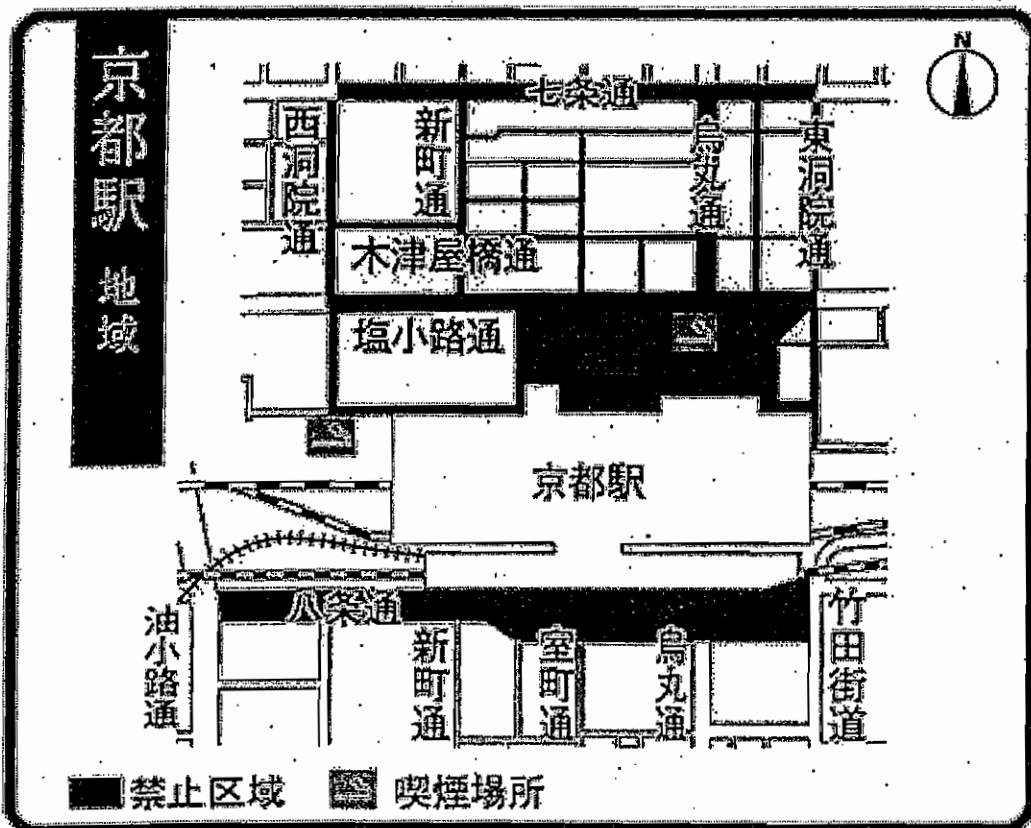 京都駅 地域
N
七条通
西洞院通
新町通
烏丸通
東洞院通
木津屋橋通
塩小路通
京都駅
八条通
油小路通
新町通
室町通
烏丸通
竹田街道
禁止区域
喫煙場所